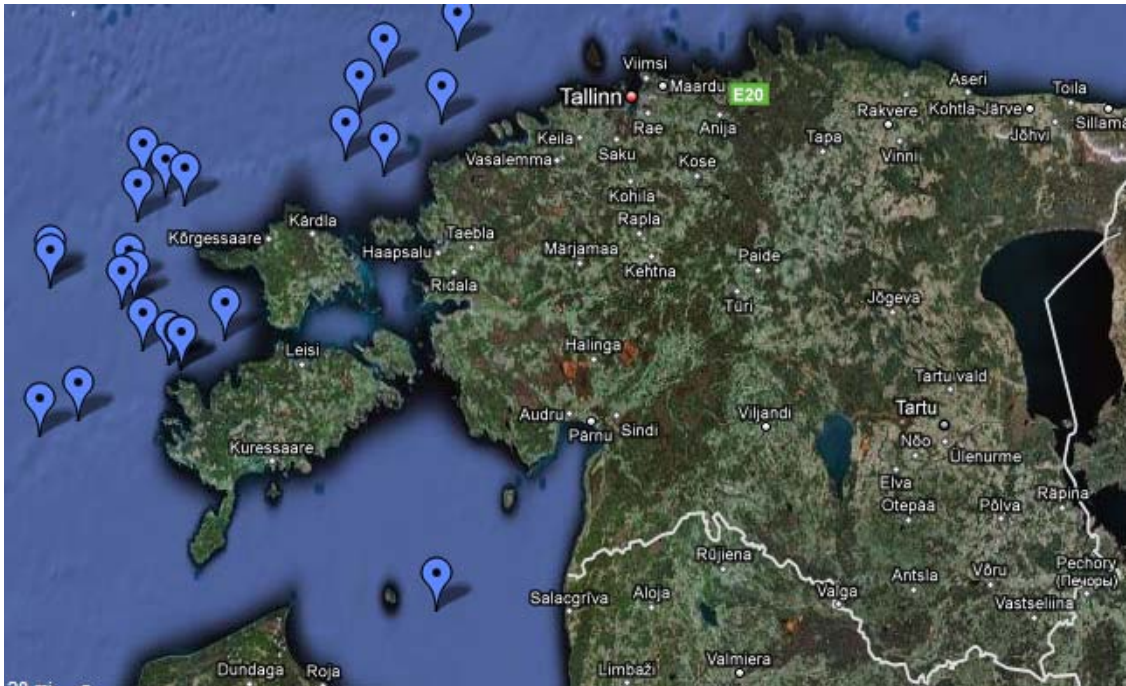 Viimsi
Maardu
Tallinn
E20
Aseri
Toila
Rakvere
Kohtla-Järve
Rae
Anija
Jõhvi
Keila
Tapa
Saku
Vinni
Vasalemma
Kose
Kohila
Kärdla
Rapla
Kõrgessaare
Taebla
Haapsalu
Märjamaa
Paide
Kehtna
Ridala
Jõgeva
Türi
Halinga
Leisi
Tartu vald
Audru
Viljandi
Tartu
Pärnu
Sindi
Nõo
Kuressaare
Ülenurme
Elva
Räpina
Otepää
Põlva
Rūjiena
Pechory
(Печоры)
Antsla
Võru
Salacgrīva
Aloja
Valga
Vastseliina
Dundaga
Roja
Limbaži
Valmiera